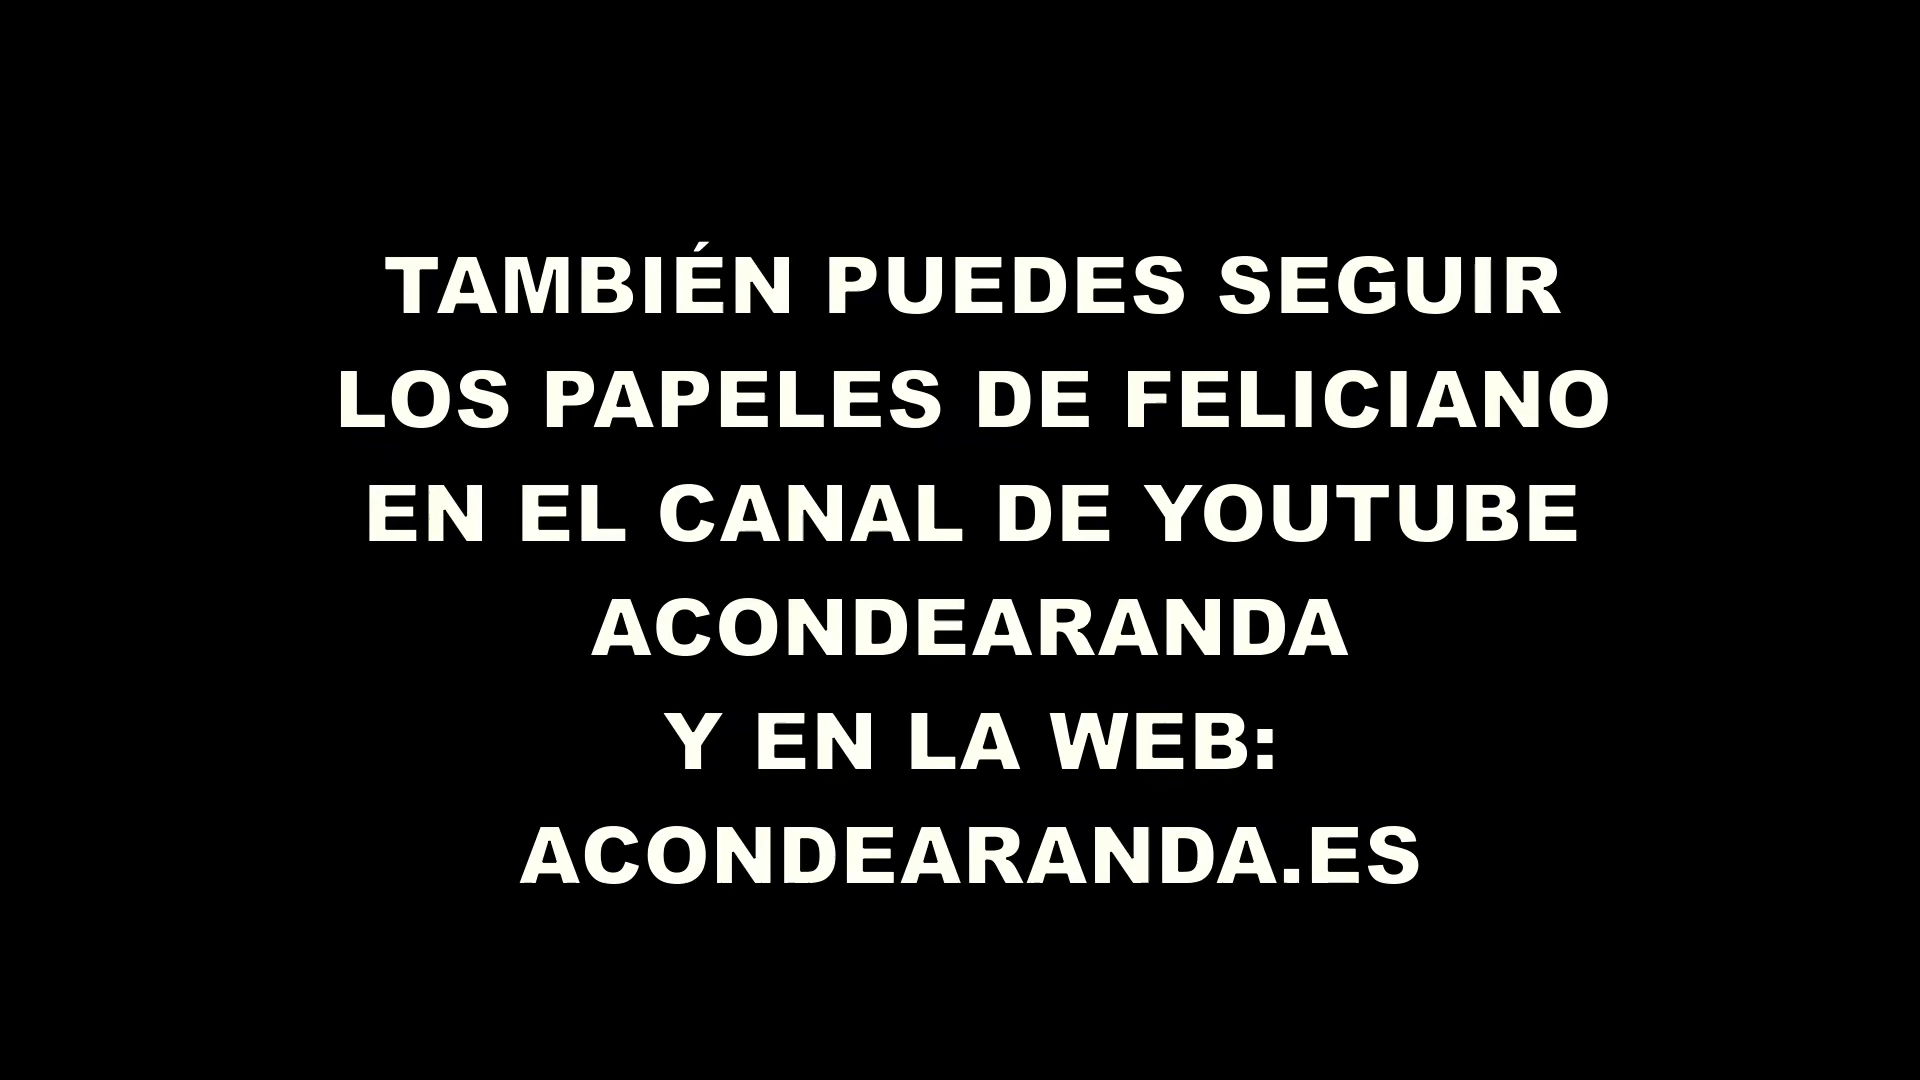 TAMBIÉN PUEDES SEGUIR
LOS PAPELES DE FELICIANO
EN EL CANAL DE YOUTUBE
ACONDEARANDA
Y EN LA WEB:
ACONDEARANDA.ES